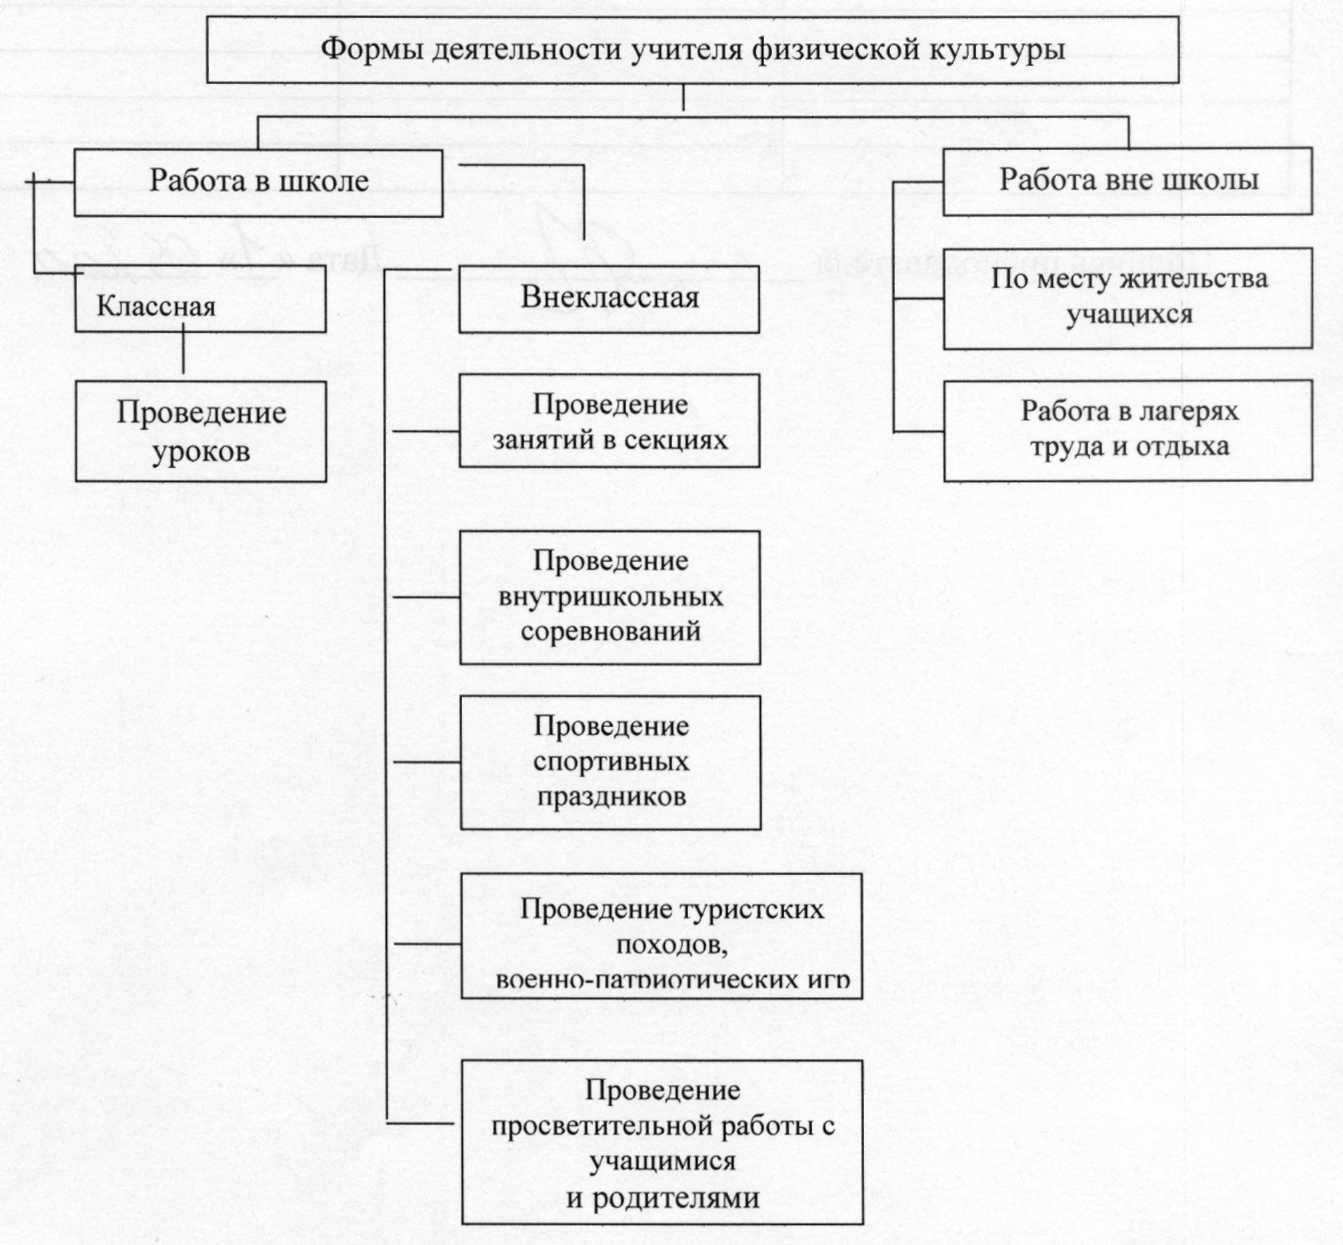 Формы деятельности учителя физической культуры
Работа в школе
Работа вне школы
Классная
Внеклассная
По месту жительства
учащихся
Проведение
уроков
Проведение
занятий в секциях
Работа в лагерях
труда и отдыха
Проведение
внутришкольных
соревнований
Проведение
спортивных
праздников
Проведение туристских
походов,
военно-патриотических игр
Проведение
просветительной работы с
учащимися
и родителями